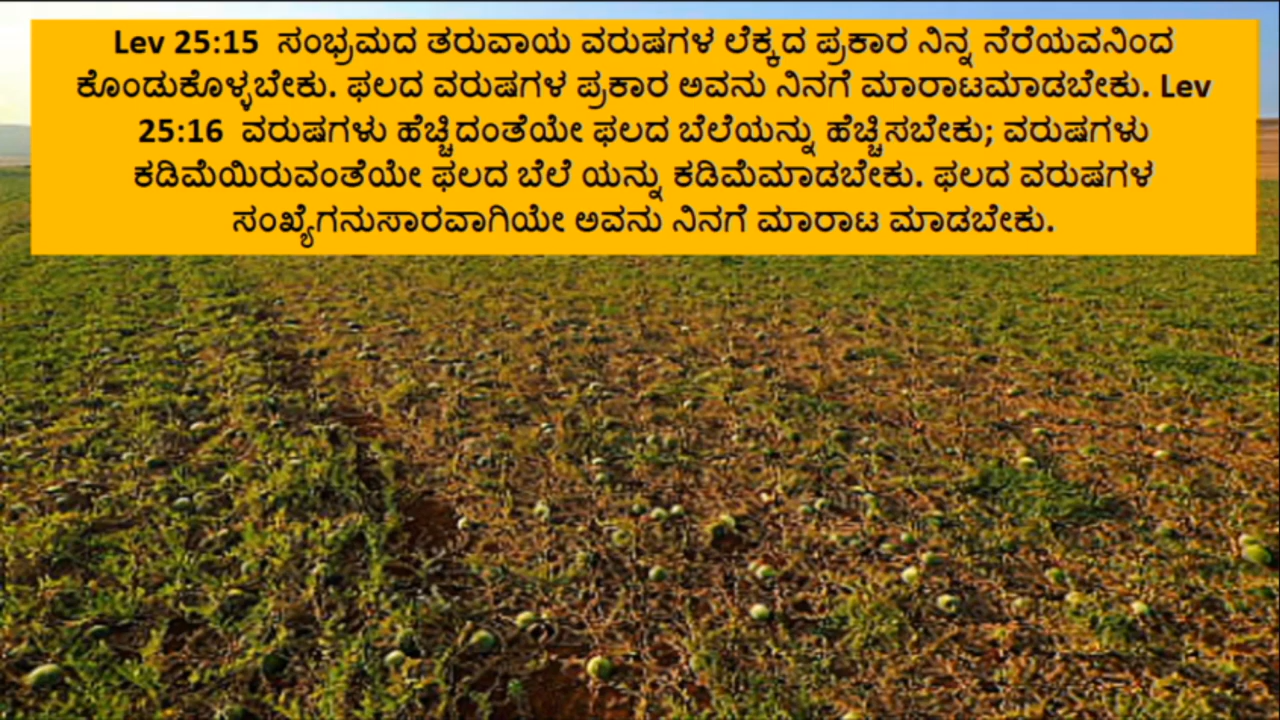 Lev 25:15  ಸಂಭ್ರಮದ ತರುವಾಯ ವರುಷಗಳ ಲೆಕ್ಕದ ಪ್ರಕಾರ ನಿನ್ನ ನೆರೆಯವನಿಂದ
ಕೊಂಡುಕೊಳ್ಳಬೇಕು. ಫಲದ ವರುಷಗಳ ಪ್ರಕಾರ ಅವನು ನಿನಗೆ ಮಾರಾಟಮಾಡಬೇಕು. Lev
25:16  ವರುಷಗಳು ಹೆಚ್ಚಿದಂತೆಯೇ ಫಲದ ಬೆಲೆಯನ್ನು ಹೆಚ್ಚಿಸಬೇಕು; ವರುಷಗಳು
ಕಡಿಮೆಯಿರುವಂತೆಯೇ ಫಲದ ಬೆಲೆ ಯನ್ನು ಕಡಿಮೆಮಾಡಬೇಕು. ಫಲದ ವರುಷಗಳ
ಸಂಖ್ಯೆಗನುಸಾರವಾಗಿಯೇ ಅವನು ನಿನಗೆ ಮಾರಾಟ ಮಾಡಬೇಕು.